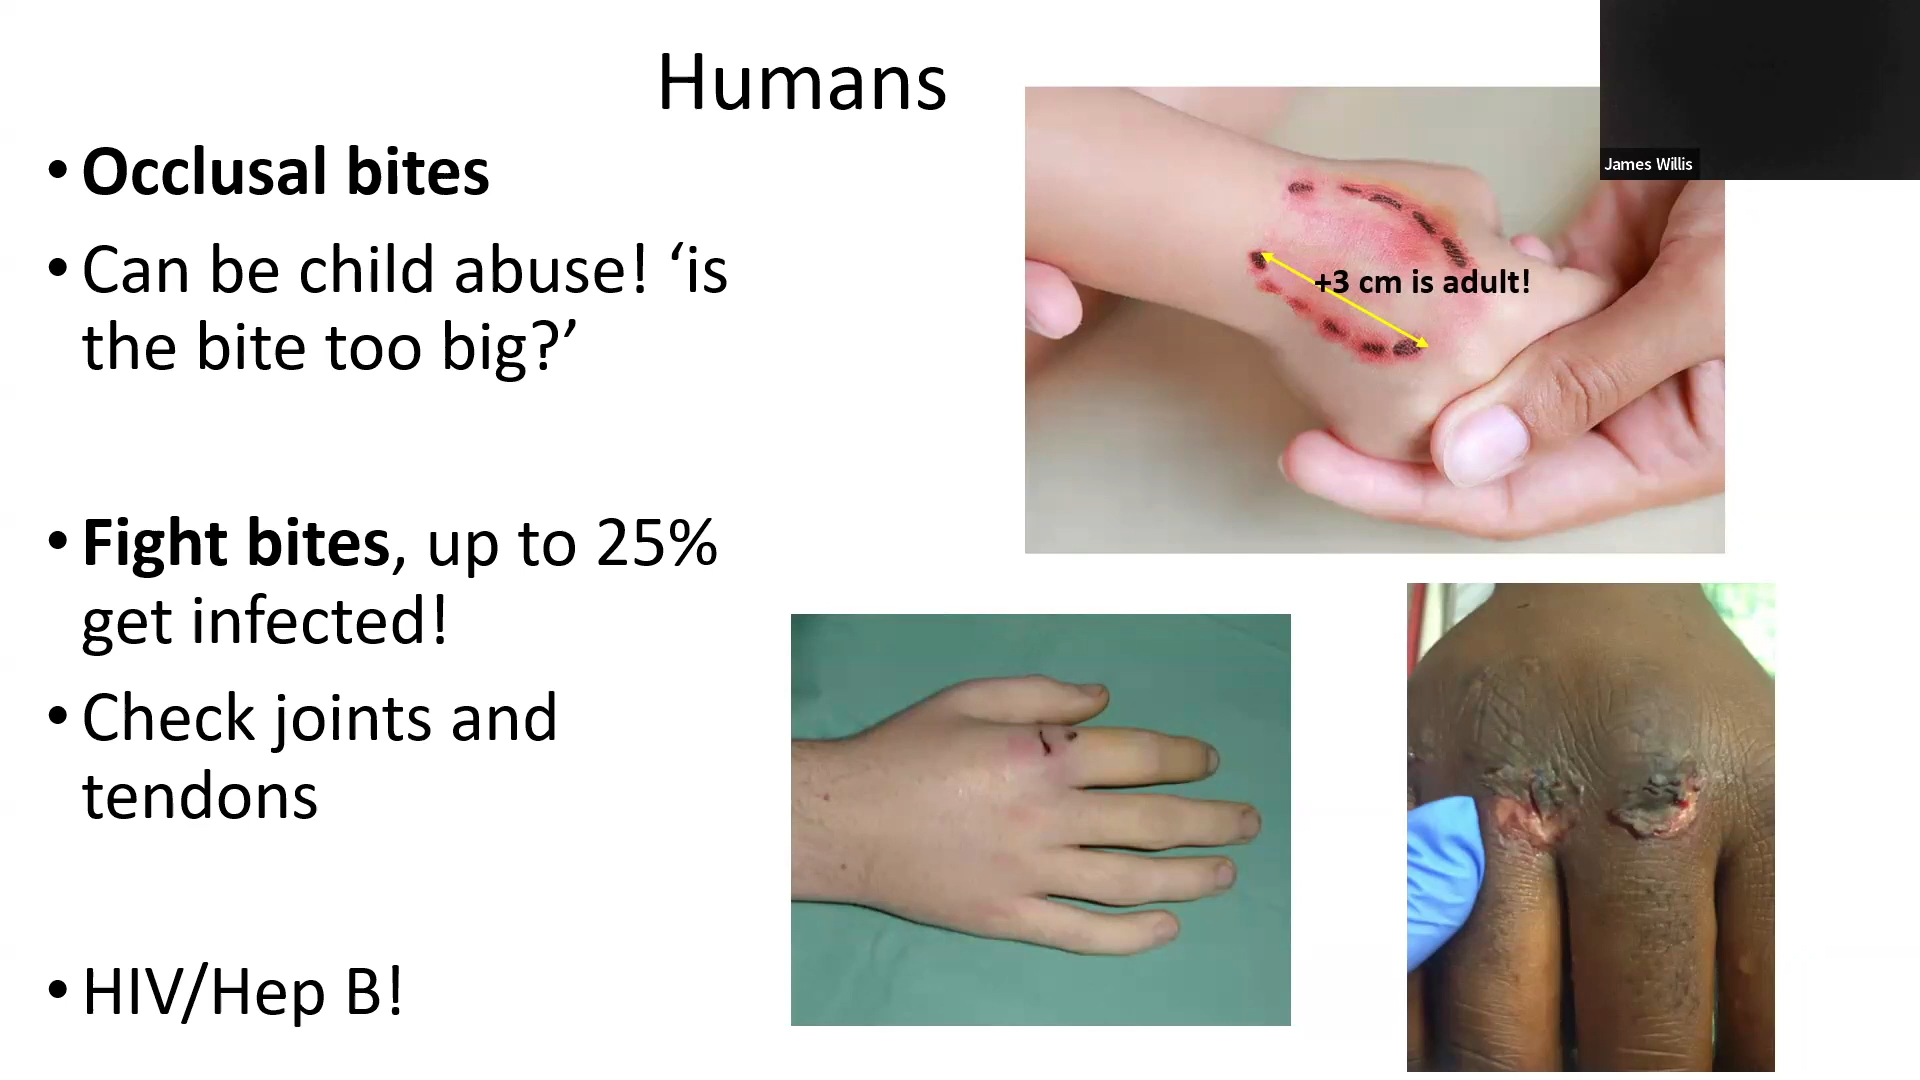 Humans
James Willis
• Occlusal bites
• Can be child abuse! ‘is
the bite too big?’
+3 cm is adult!
• Fight bites, up to 25%
get infected!
• Check joints and
tendons
• HIV/Hep B!